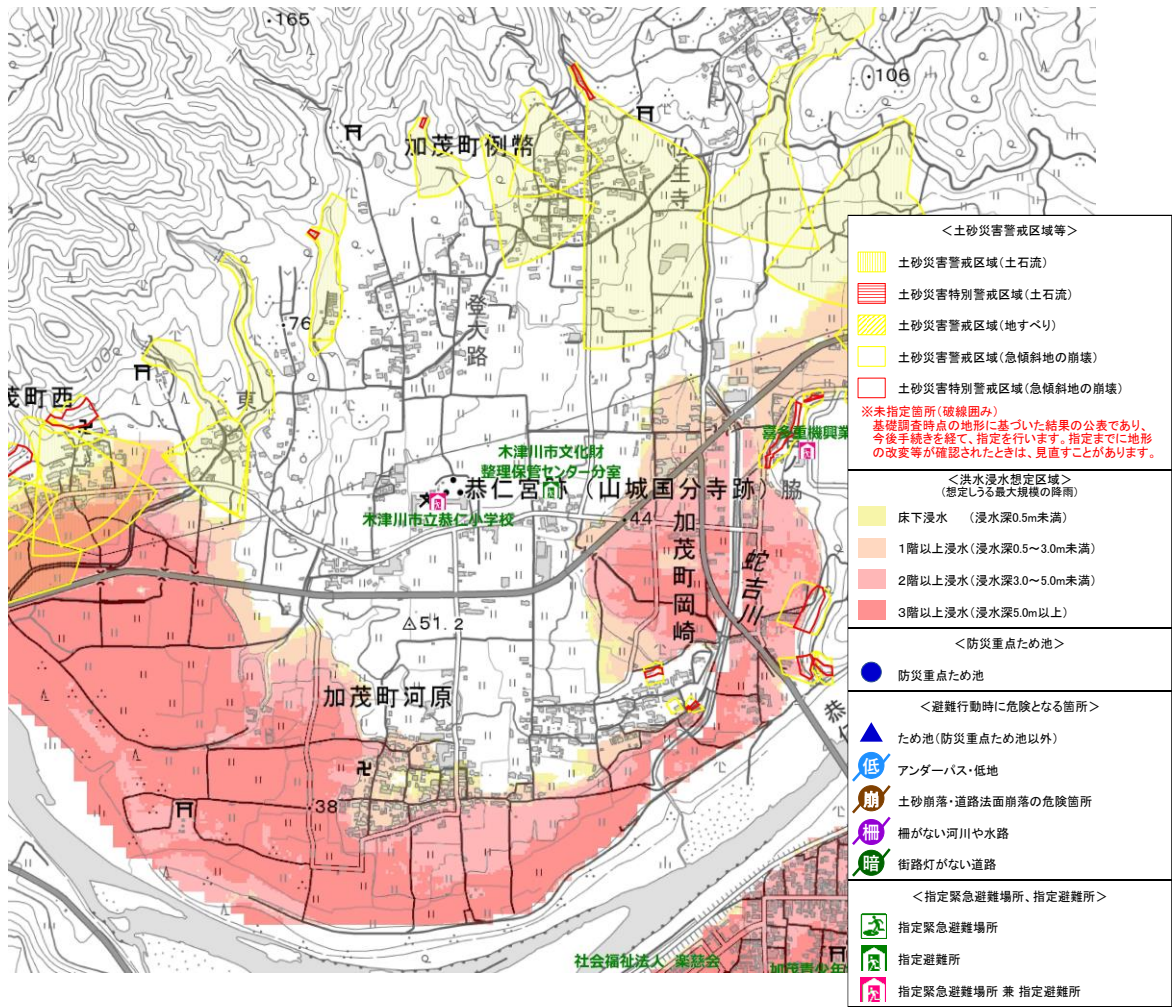 165
106
加茂町例幣
仏生寺
登大路
76
茂町西
東
木津川市文化財
整理保管センター分室
恭仁宮跡(山城国分寺跡)
木津川市立恭仁小学校
喜多重機興業
脇
44
加茂町岡崎
蛇吉川
51.2
加茂町河原
38
恭
社会福祉法人 楽慈会
<土砂災害警戒区域等>
土砂災害警戒区域(土石流)
土砂災害特別警戒区域(土石流)
土砂災害警戒区域(地すべり)
土砂災害警戒区域(急傾斜地の崩壊)
土砂災害特別警戒区域(急傾斜地の崩壊)
※未指定箇所(破線囲み)
基礎調査時点の地形に基づいた結果の公表であり、
今後手続きを経て、指定を行います。指定までに地形
の改変等が確認されたときは、見直すことがあります。
<洪水浸水想定区域>
(想定しうる最大規模の降雨)
床下浸水 (浸水深0.5m未満)
1階以上浸水(浸水深0.5~3.0m未満)
2階以上浸水(浸水深3.0~5.0m未満)
3階以上浸水(浸水深5.0m以上)
<防災重点ため池>
防災重点ため池
<避難行動時に危険となる箇所>
ため池(防災重点ため池以外)
低 アンダーパス・低地
崩 土砂崩落・道路法面崩落の危険箇所
柵 柵がない河川や水路
暗 街路灯がない道路
<指定緊急避難場所、指定避難所>
指定緊急避難場所
指定避難所
指定緊急避難場所 兼 指定避難所